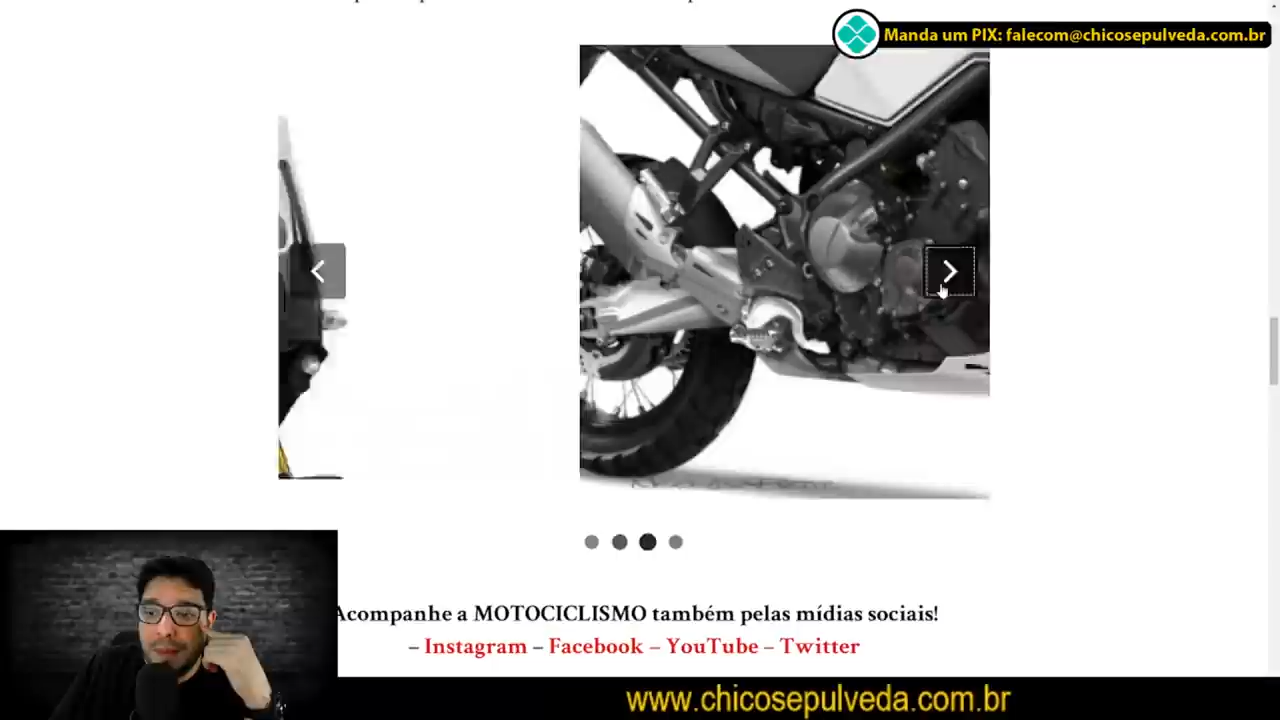 Manda um PIX: falecom@chicosepulveda.com.br
Acompanhe a MOTOCICLISMO também pelas mídias sociais!
– Instagram – Facebook – YouTube – Twitter
www.chicosepulveda.com.br